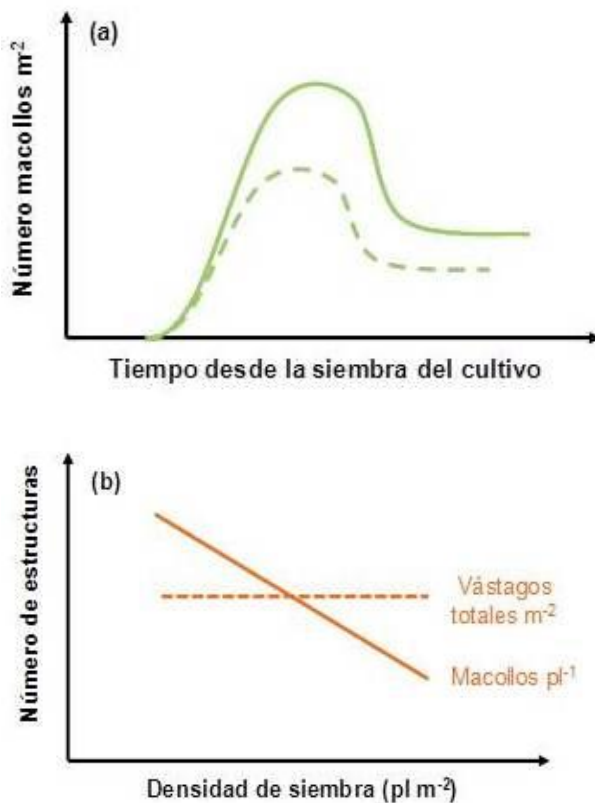 (a)
Número macollos m⁻²
Tiempo desde la siembra del cultivo
(b)
Número de estructuras
Vástagos
totales m⁻²
Macollos pl⁻¹
Densidad de siembra (pl m⁻²)